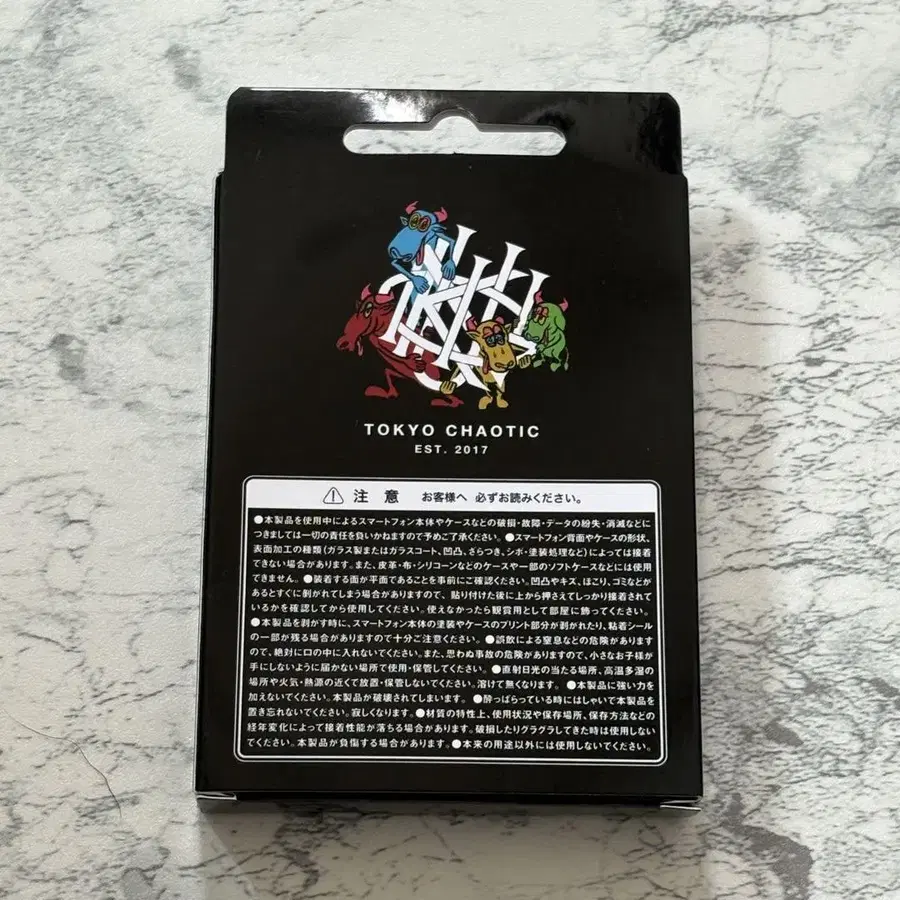 TOKYO CHAOTIC
EST. 2017
注 意 お客様へ 必ずお読みください。
●本製品を使用中によるスマートフォン本体やケースなどの破損・故障・データの紛失・消滅などに
つきましては一切の責任を負いかねますので予めご了承ください。●スマートフォン背面やケースの形状、
表面加工の種類(ガラス製またはガラスコート、凹凸、ざらつき、シボ・塗装処理など)によっては接着
できない場合があります。また、皮革・布・シリコーンなどのケースや一部のソフトケースなどには使用
できません。●装着する面が平面であることを事前にご確認ください。凹凸やキズ、ほこり、ゴミなどが
あるとすぐに剥がれてしまう場合がありますので、貼り付けた後に上から押さえてしっかり接着されて
いるかを確認してから使用してください。使えなかったら観賞用として部屋に飾ってください。
●本製品を剥がす時に、スマートフォン本体の塗装やケースのプリント部分が剥がれたり、粘着シール
の一部が残る場合がありますので十分ご注意ください。●誤飲による窒息などの危険があります
ので、絶対に口の中に入れないでください。また、思わぬ事故の危険がありますので、小さなお子様が
手にしないように届かない場所で使用・保管してください。●直射日光の当たる場所、高温多湿の
場所や火気・熱源の近くで放置・保管しないでください。溶けて無くなります。●本製品に強い力を
加えないでください。本製品が破壊されてしまいます。●酔っぱらっている時にはしゃいで本製品を
置き忘れないでください。寂しくなります。●材質の特性上、使用状況や保存場所、保存方法などの
経年変化によって接着性能が落ちる場合があります。破損したりグラグラしてきた時は使用しない
でください。本製品が負傷する場合があります。●本来の用途以外には使用しないでください。